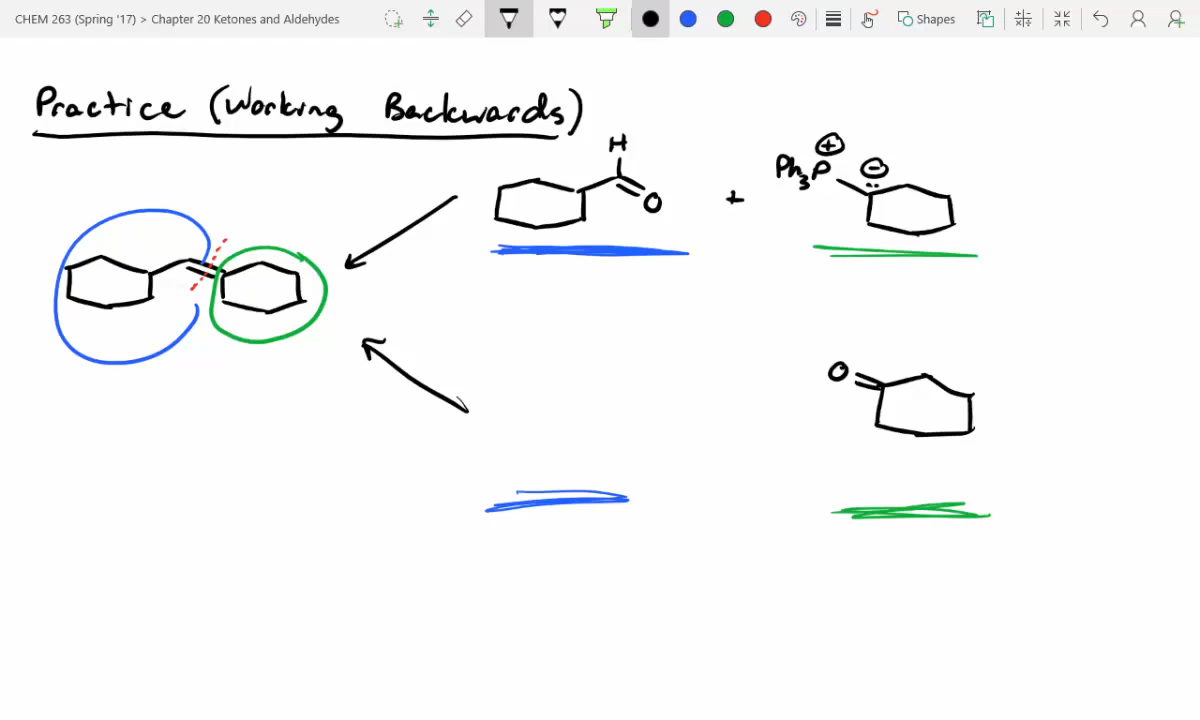 CHEM 263 (Spring '17) > Chapter 20 Ketones and Aldehydes
Shapes
Practice (Working Backwards)
H
O
+
Ph3P
+
−
O